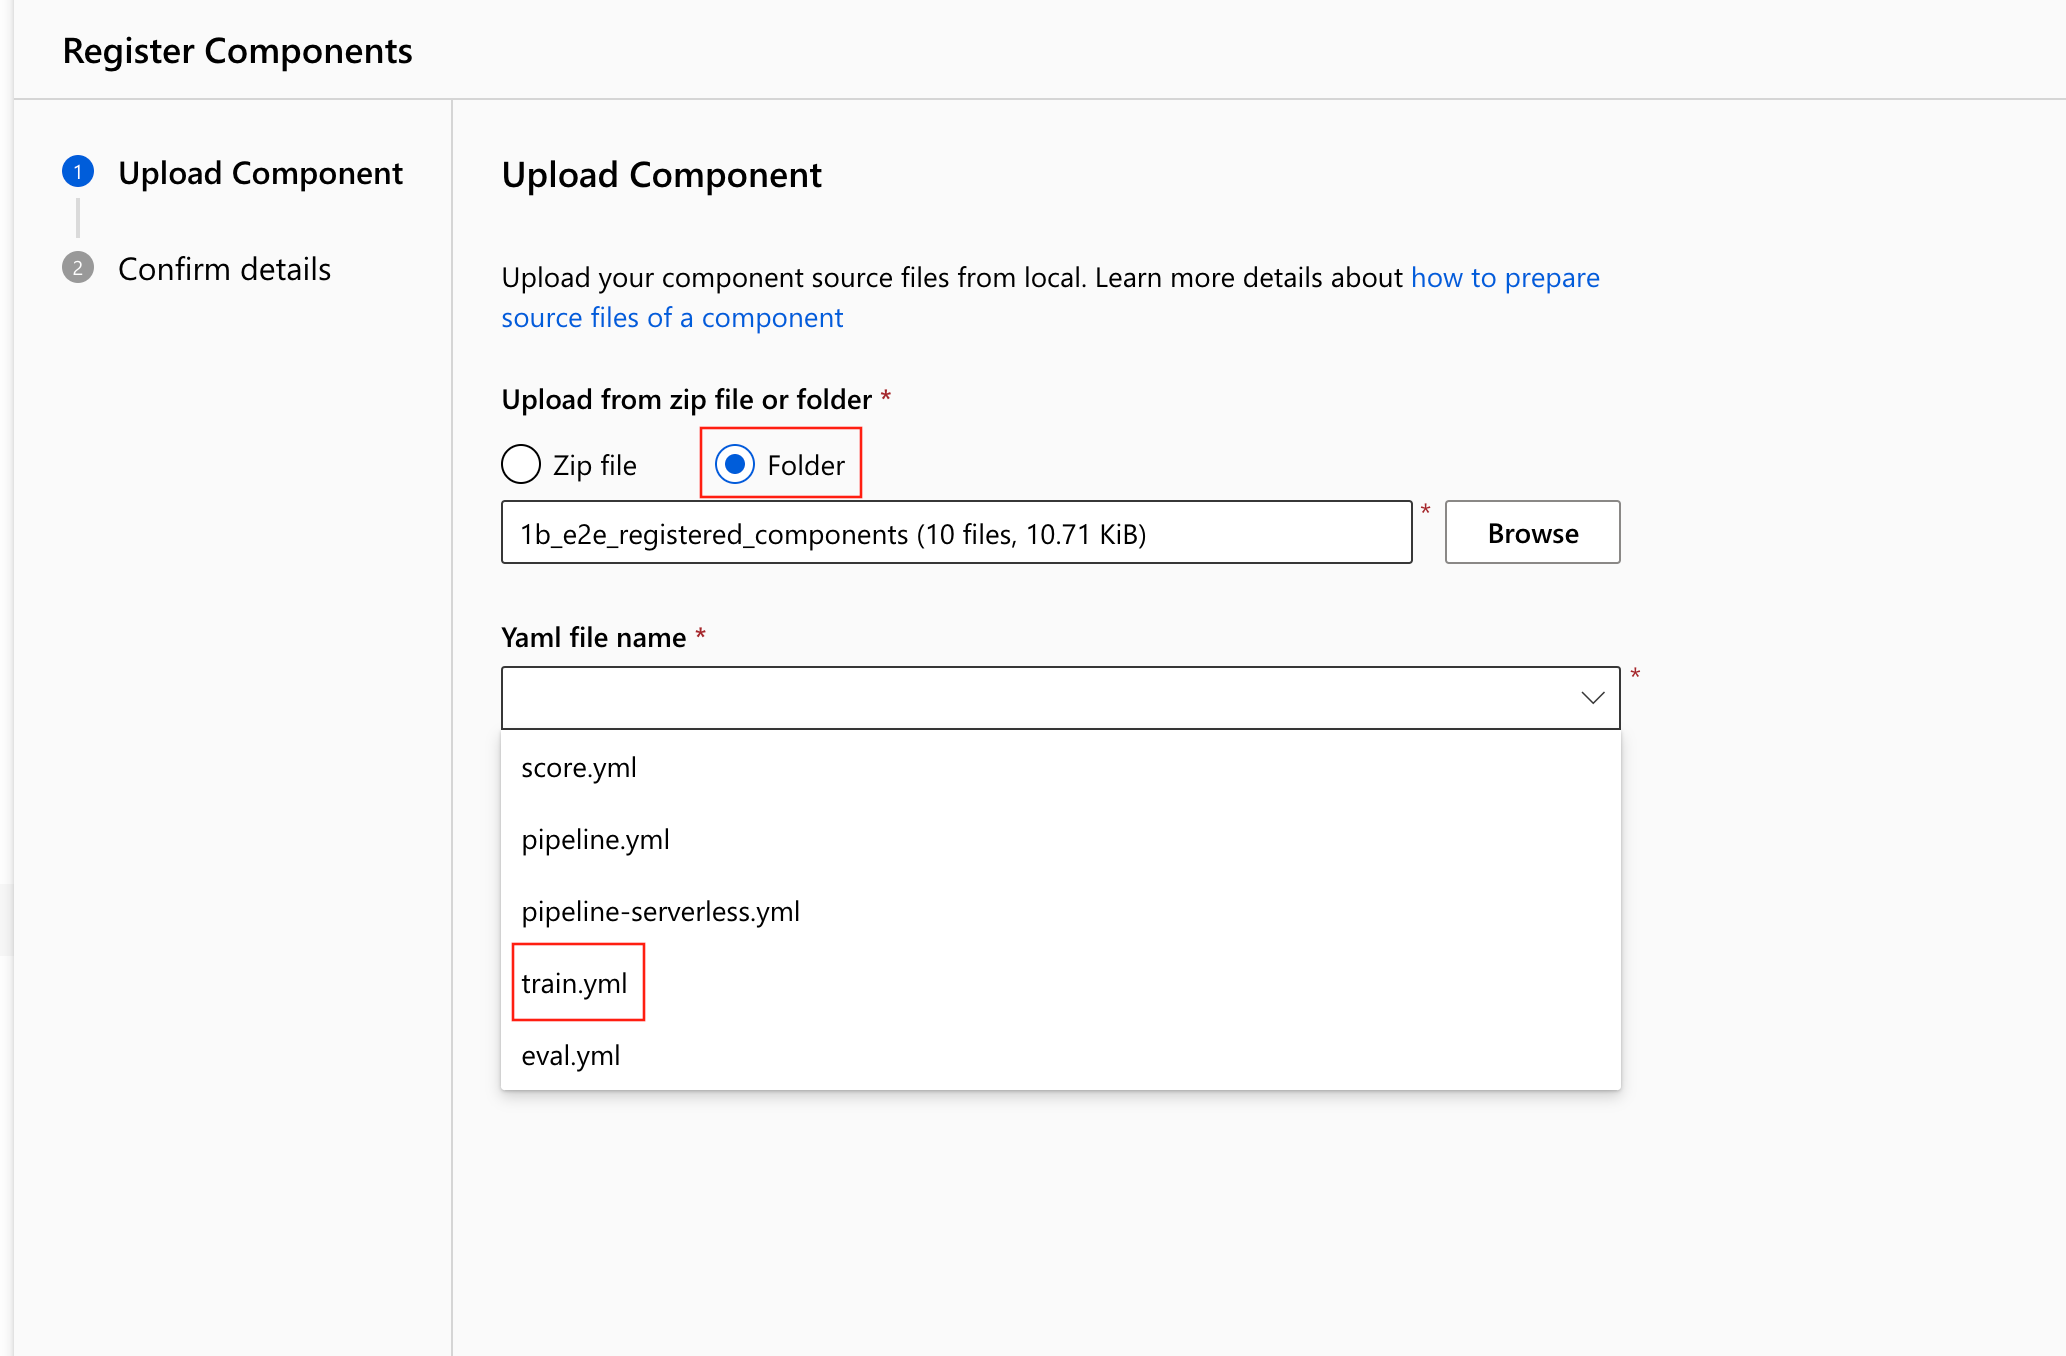 Register Components
1 Upload Component
2 Confirm details
Upload Component
Upload your component source files from local. Learn more details about how to prepare
source files of a component
Upload from zip file or folder *
Zip file Folder
1b_e2e_registered_components (10 files, 10.71 KiB) * Browse
Yaml file name *
*
score.yml
pipeline.yml
pipeline-serverless.yml
train.yml
eval.yml